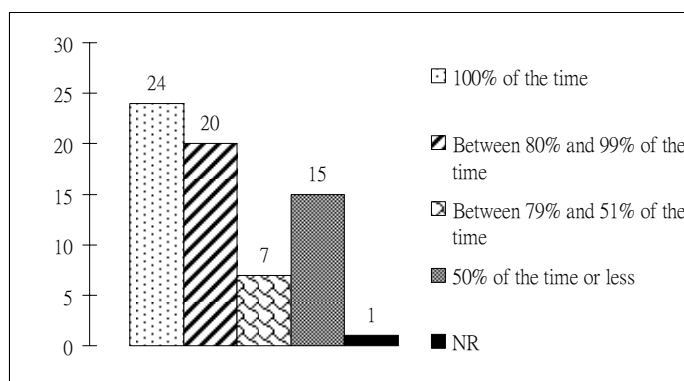 30
25
20
15
10
5
0
24
20
7
15
1
100% of the time
Between 80% and 99% of the
time
Between 79% and 51% of the
time
50% of the time or less
NR